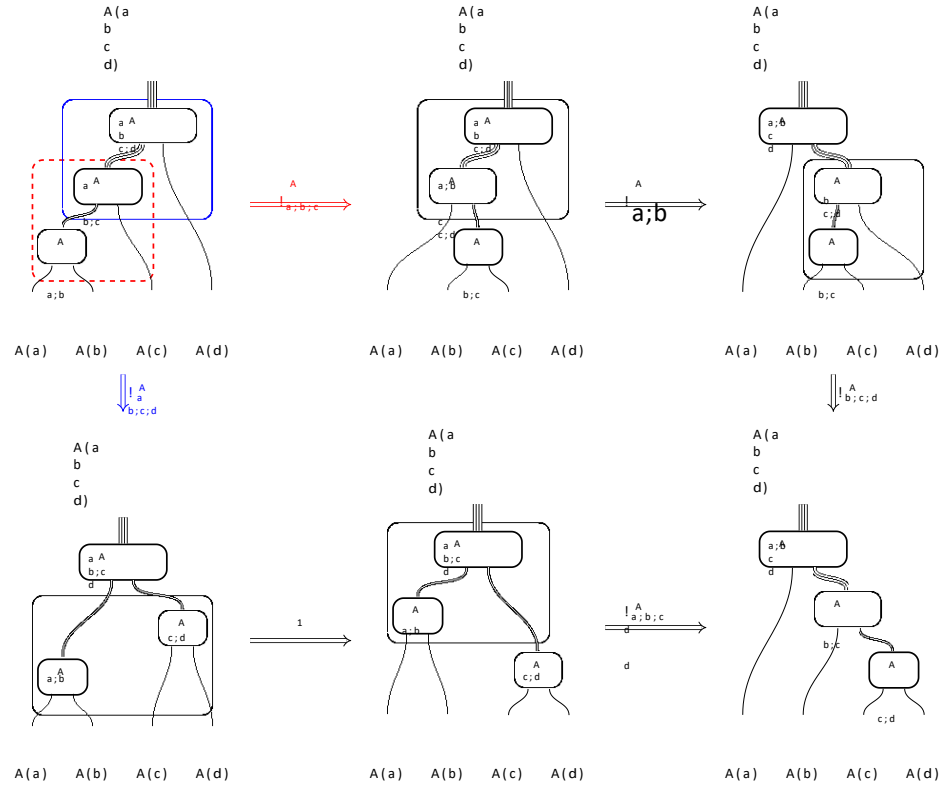 A(a A(a A(a
b b b
c c c
d) d) d)
A A A
a a a;b
b b c
c;d c;d d
A A A
a a;b b
b;c c c;d
A c;d A
a;b A b;c
b;c
A
!a;b;c
A
!
a;b
A(a) A(b) A(c) A(d) A(a) A(b) A(c) A(d) A(a) A(b) A(c) A(d)
! A
a
b;c;d
! A
b;c;d
A(a A(a A(a
b b b
c c c
d) d) d)
A A A
a a a;b
b;c b;c c
d d d
A A A
c;d a;b b;c
A A A
a;b c;d c;d
1
! A
a;b;c
d
d
A(a) A(b) A(c) A(d) A(a) A(b) A(c) A(d) A(a) A(b) A(c) A(d)